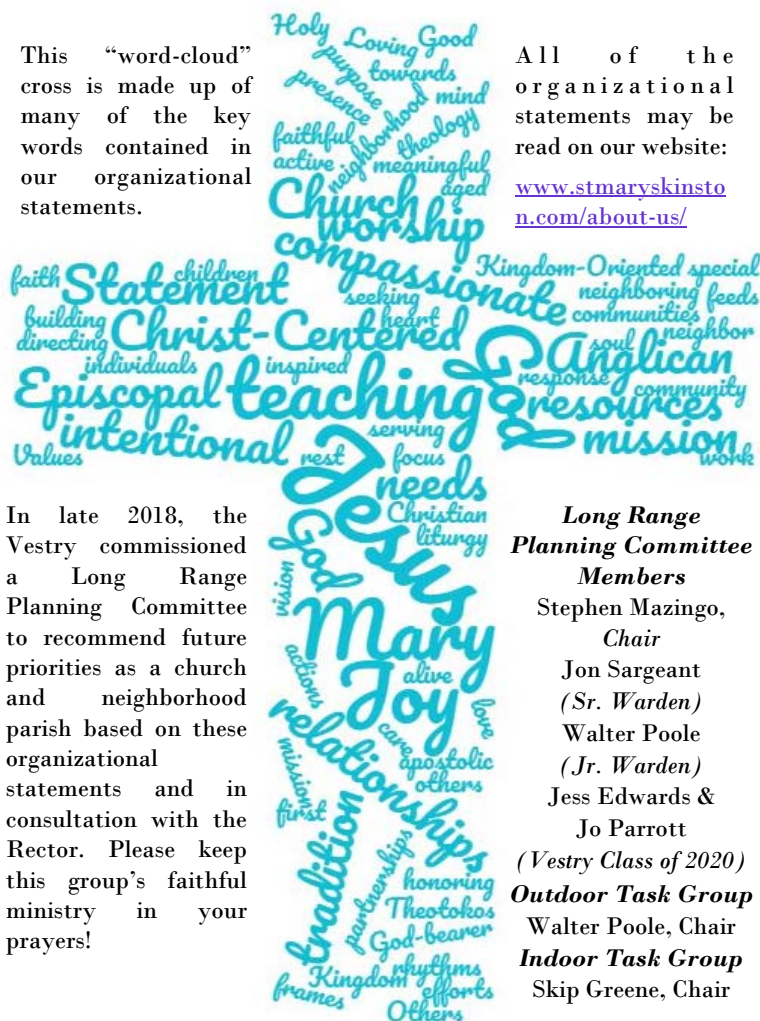 This “word-cloud”
cross is made up of
many of the key
words contained in
our organizational
statements.
All of the
organizational
statements may be
read on our website:
www.stmaryskinsto
n.com/about-us/
Holy
Loving
Good
purpose
towards
presence
mind
neighborhood
theology
faithful
active
meaningful
aged
Church
worship
compassionate
Kingdom-Oriented
special
faith
children
Statement
seeking
neighboring
feeds
communities
building
heart
neighbor
directing
Christ-Centered
soul
Anglican
individuals
inspired
God
response
community
Episcopal
teaching
resources
intentional
serving
mission
Values
rest
focus
work
Jesus
needs
Christian
liturgy
God
vision
Mary
actions
alive
Joy
love
relationships
care
apostolic
mission
others
first
tradition
partnerships
honoring
Theotokos
God-bearer
rhythms
Kingdom
frames
efforts
Others
In late 2018, the
Vestry commissioned
a Long Range
Planning Committee
to recommend future
priorities as a church
and neighborhood
parish based on these
organizational
statements and in
consultation with the
Rector. Please keep
this group’s faithful
ministry in your
prayers!
Long Range
Planning Committee
Members
Stephen Mazingo,
Chair
Jon Sargeant
(Sr. Warden)
Walter Poole
(Jr. Warden)
Jess Edwards &
Jo Parrott
(Vestry Class of 2020)
Outdoor Task Group
Walter Poole, Chair
Indoor Task Group
Skip Greene, Chair